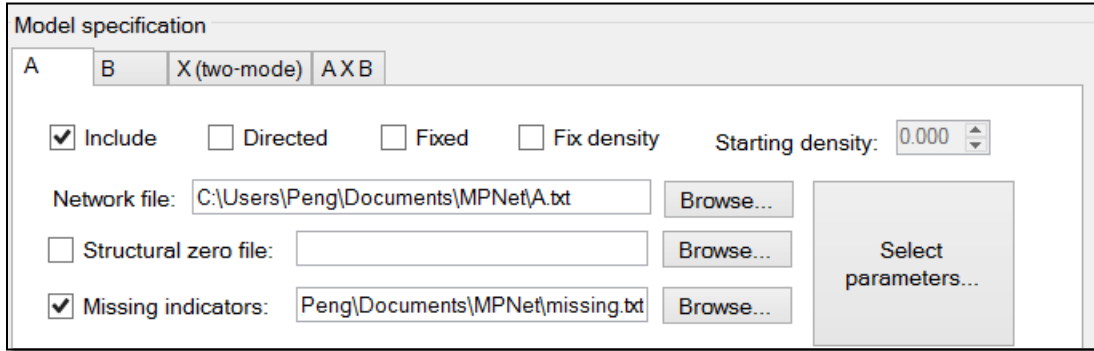 Model specification
A B X (two-mode) A X B
Include Directed Fixed Fix density Starting density: 0.000
Network file: C:\Users\Peng\Documents\MPNet\A.txt Browse...
Structural zero file: Browse... Select
parameters...
Missing indicators: Peng\Documents\MPNet\missing.txt Browse...